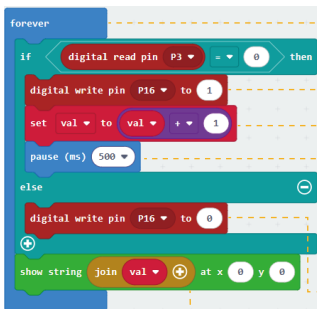 forever
if digital read pin P3 = 0 then
digital write pin P16 to 1
set val to val + 1
pause (ms) 500
else
digital write pin P16 to 0
show string join val at x 0 y 0